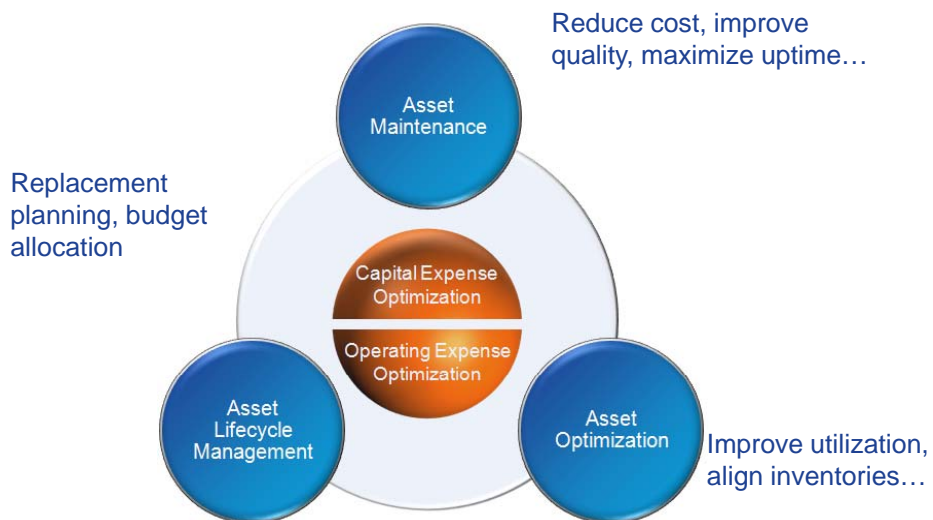 Reduce cost, improve
quality, maximize uptime…
Asset
Maintenance
Replacement
planning, budget
allocation
Capital Expense
Optimization
Operating Expense
Optimization
Asset
Lifecycle
Management
Asset
Optimization
Improve utilization,
align inventories…